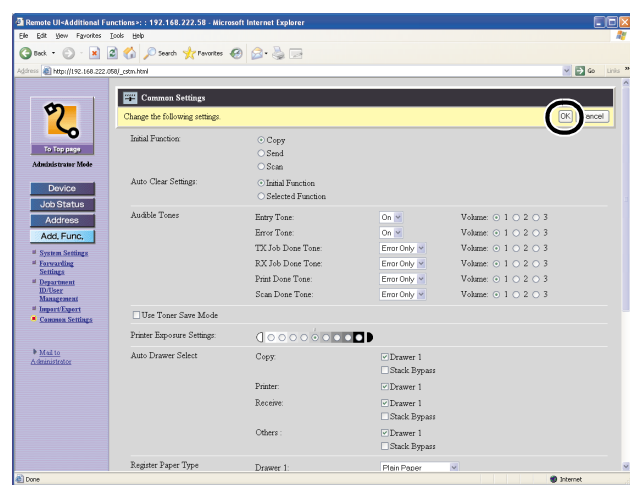 Remote UI<Additional Functions>: : 192.168.222.58 - Microsoft Internet Explorer
File Edit View Favorites Tools Help
Back Search Favorites
Address http://192.168.222.058/_cstm.html Go Links »
Common Settings
Change the following settings. OK Cancel
To Top page
Administrator Mode
Device
Job Status
Address
Add. Func.
System Settings
Forwarding
Settings
Department
ID/User
Management
Import/Export
Common Settings
Mail to
Administrator
Initial Function: Copy
Send
Scan
Auto Clear Settings: Initial Function
Selected Function
Audible Tones Entry Tone: On Volume: 1 2 3
Error Tone: On Volume: 1 2 3
TX Job Done Tone: Error Only Volume: 1 2 3
RX Job Done Tone: Error Only Volume: 1 2 3
Print Done Tone: Error Only Volume: 1 2 3
Scan Done Tone: Error Only Volume: 1 2 3
Use Toner Save Mode
Printer Exposure Settings:
Auto Drawer Select Copy: Drawer 1
Stack Bypass
Printer: Drawer 1
Receive: Drawer 1
Stack Bypass
Others : Drawer 1
Stack Bypass
Register Paper Type Drawer 1: Plain Paper
Done Internet